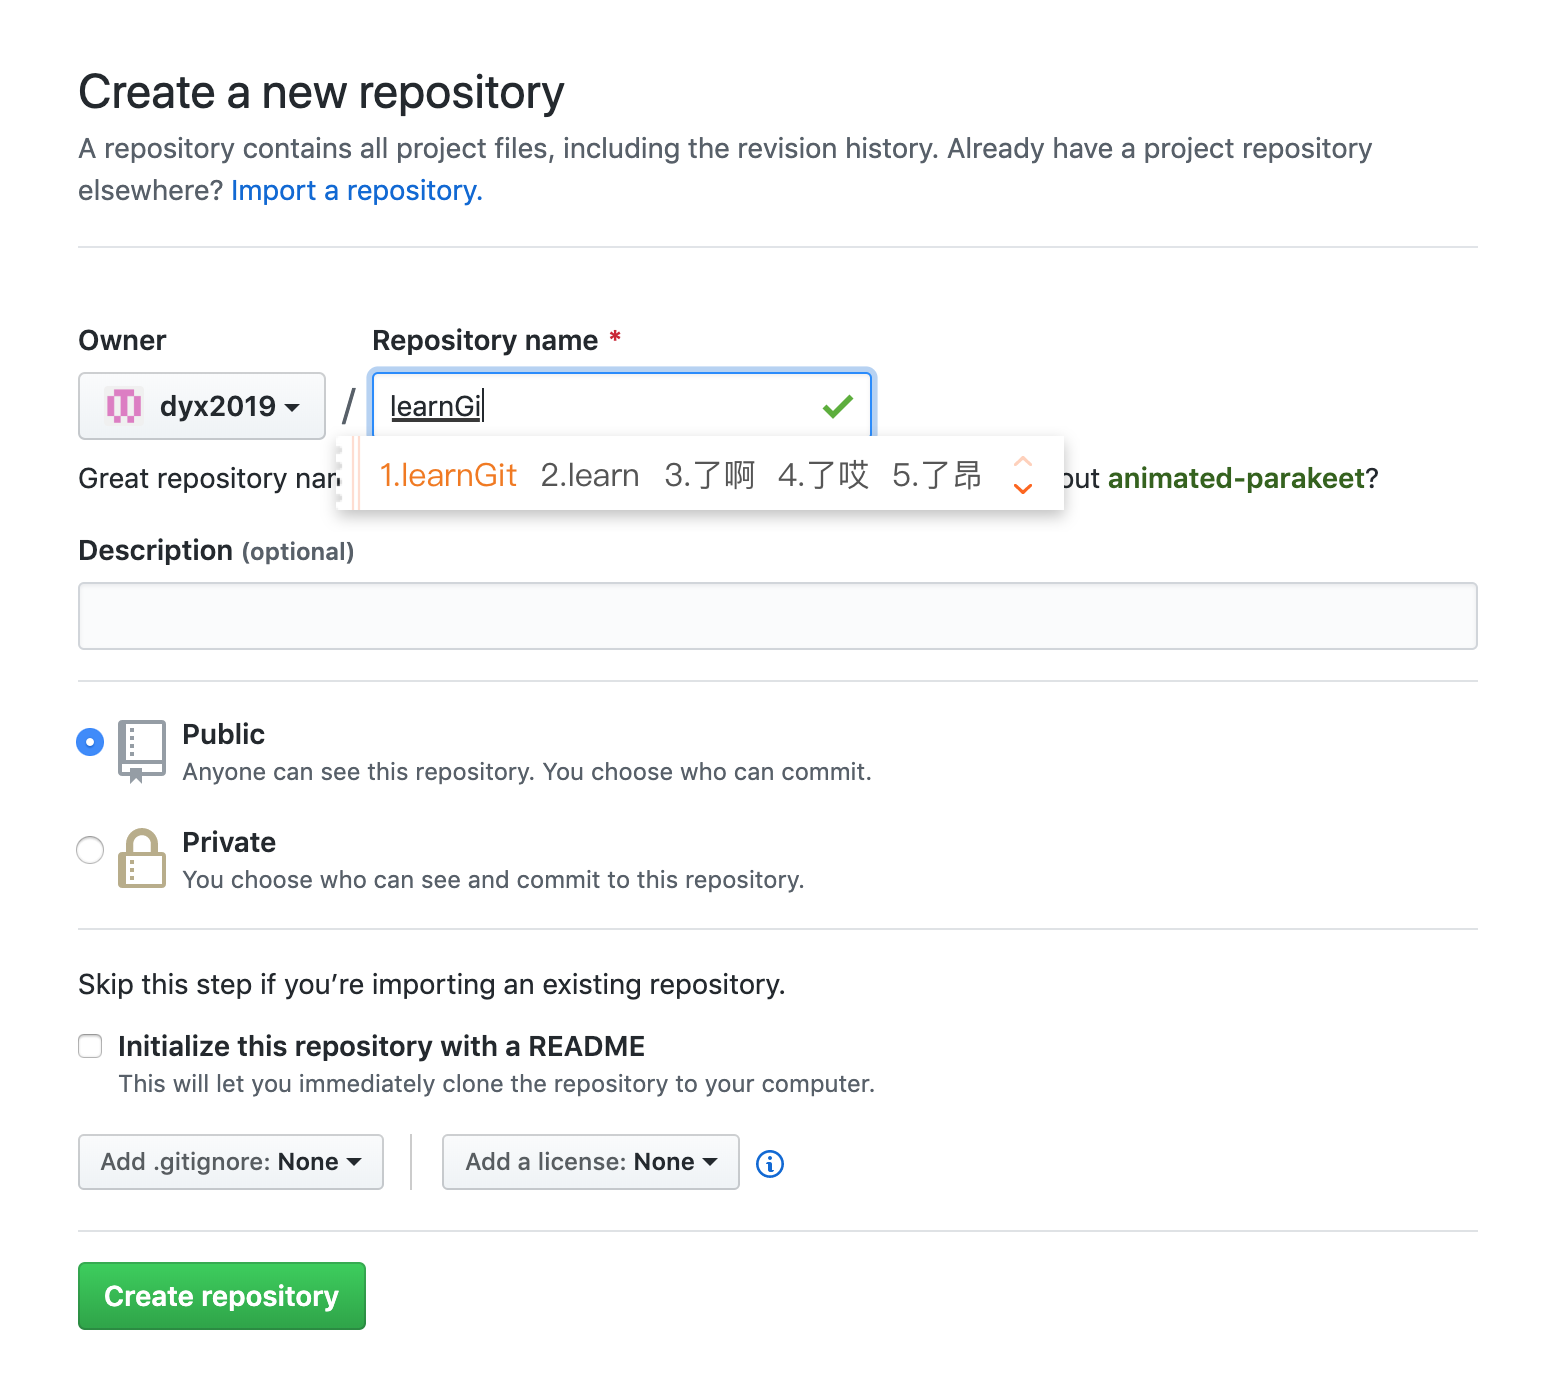 Create a new repository
A repository contains all project files, including the revision history. Already have a project repository
elsewhere? Import a repository.
Owner
Repository name *
dyx2019
/
learnGi
1.learnGit 2.learn 3.了啊 4.了哎 5.了昂
Great repository animated-parakeet?
Description (optional)
Public
Anyone can see this repository. You choose who can commit.
Private
You choose who can see and commit to this repository.
Skip this step if you’re importing an existing repository.
Initialize this repository with a README
This will let you immediately clone the repository to your computer.
Add .gitignore: None
Add a license: None
Create repository